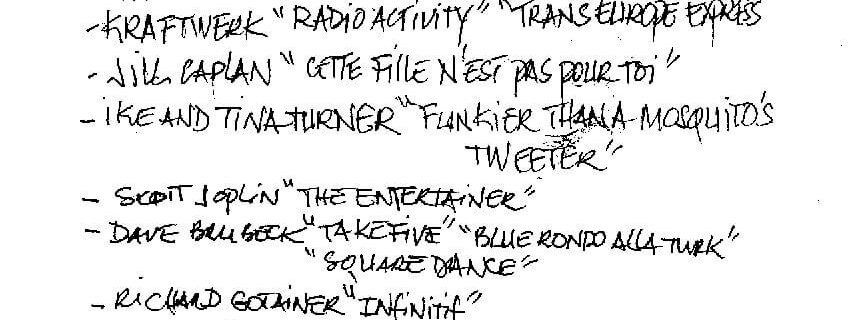 - KRAFTWERK "RADIO ACTIVITY" "TRANS EUROPE EXPRESS
- JILL CAPLAN "CETTE FILLE N'EST PAS POUR TOI"
- IKE AND TINA TURNER "FUNKIER THAN A MOSQUITO'S
TWEETER"
- SCOTT JOPLIN "THE ENTERTAINER"
- DAVE BRUBECK "TAKE FIVE" "BLUE RONDO ALLA TURK"
"SQUARE DANCE"
- RICHARD GOTAINER "INFINITIF"